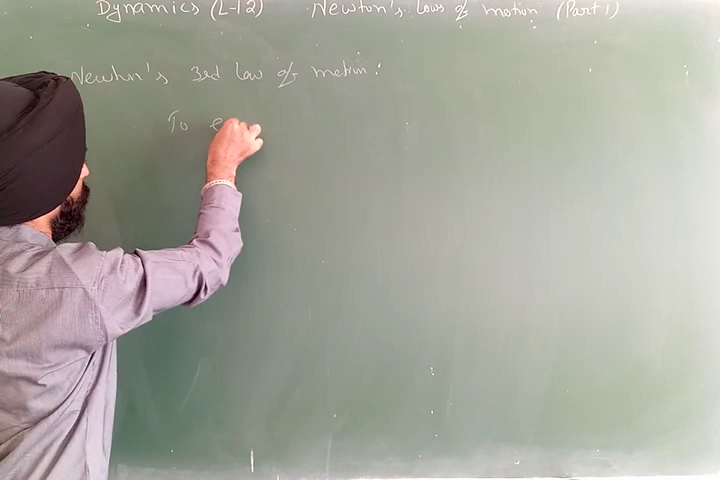 Dynamics (L-12) Newton's laws of motion (Part 1)
Newton's 3rd law of motion:
To e